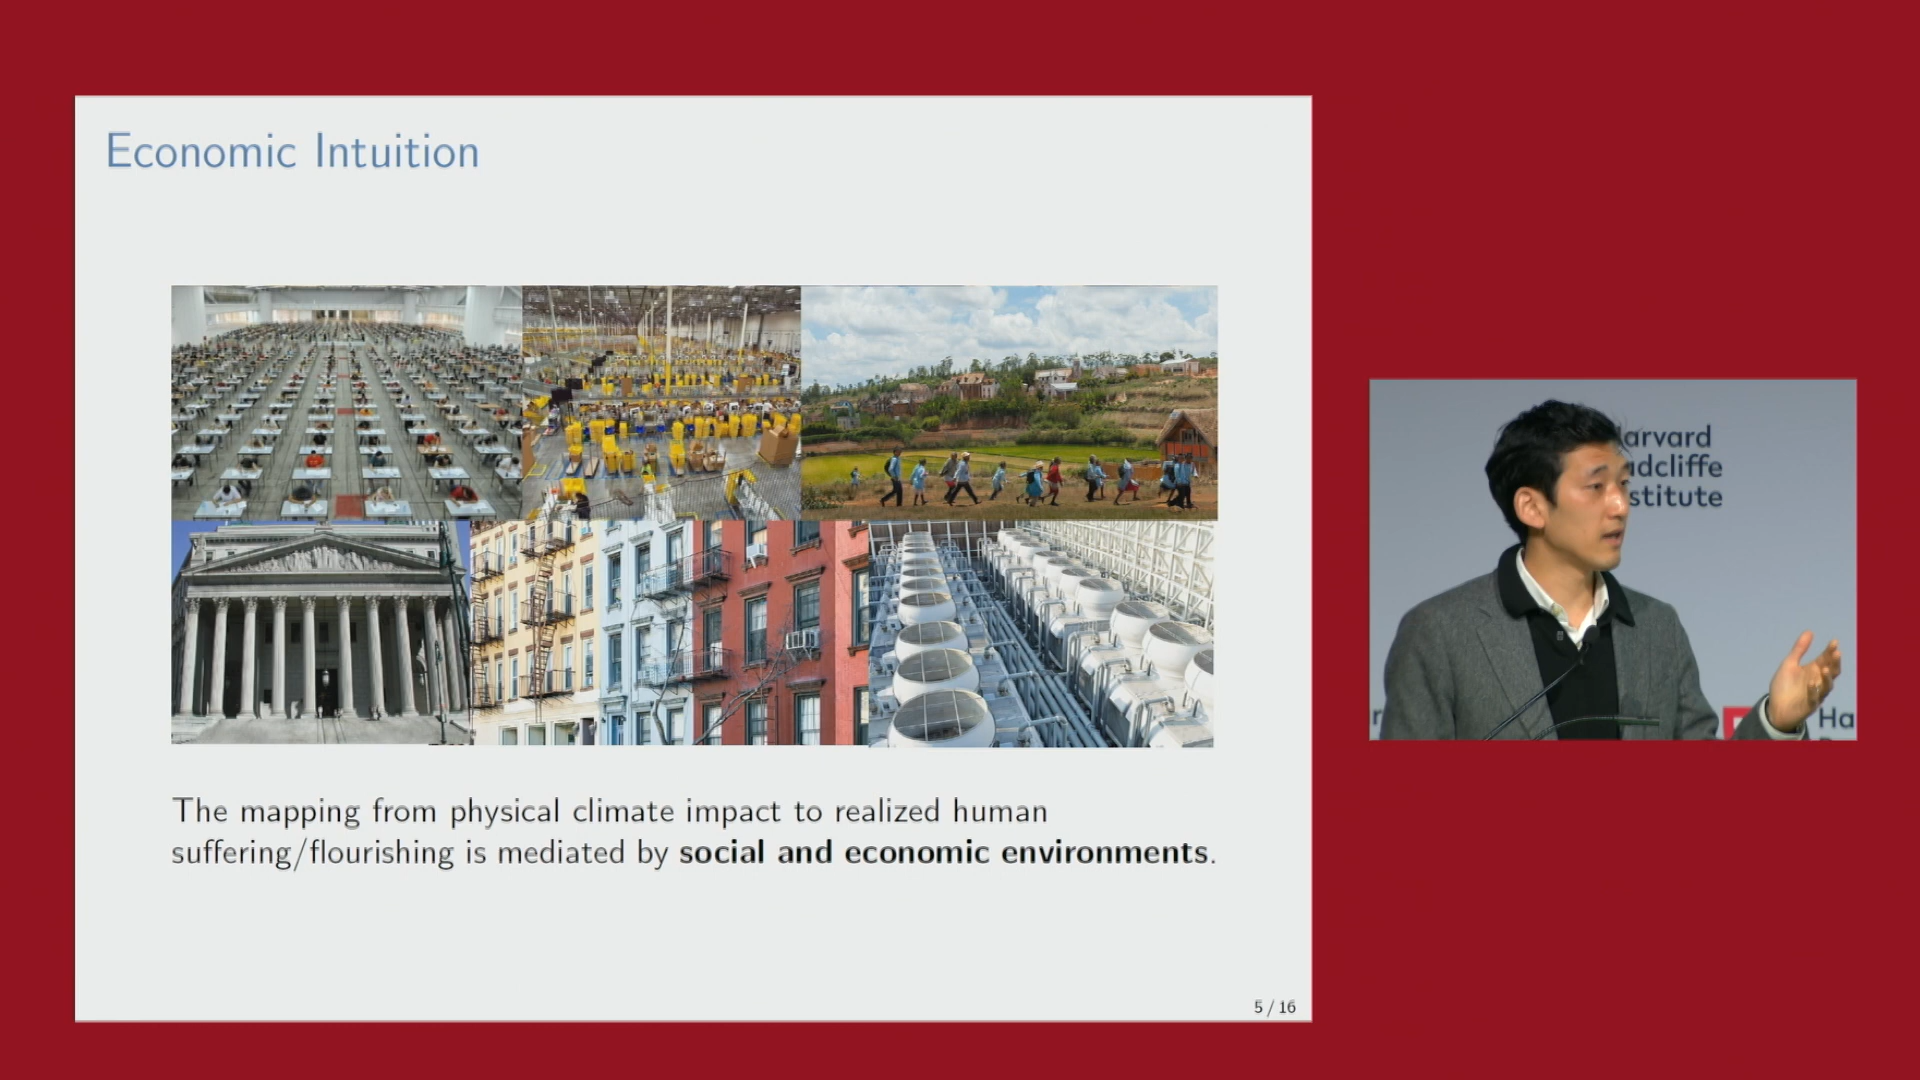 Economic Intuition
The mapping from physical climate impact to realized human
suffering/flourishing is mediated by social and economic environments.
5 / 16
arvard
dcliffe
stitute
Ha